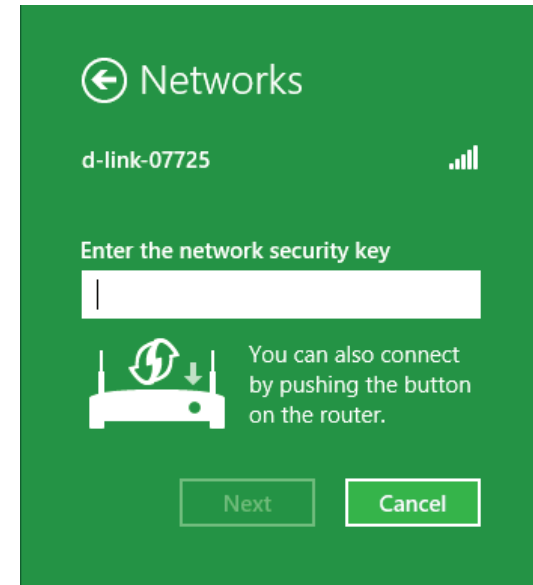 Networks
d-link-07725
Enter the network security key
You can also connect
by pushing the button
on the router.
Next
Cancel